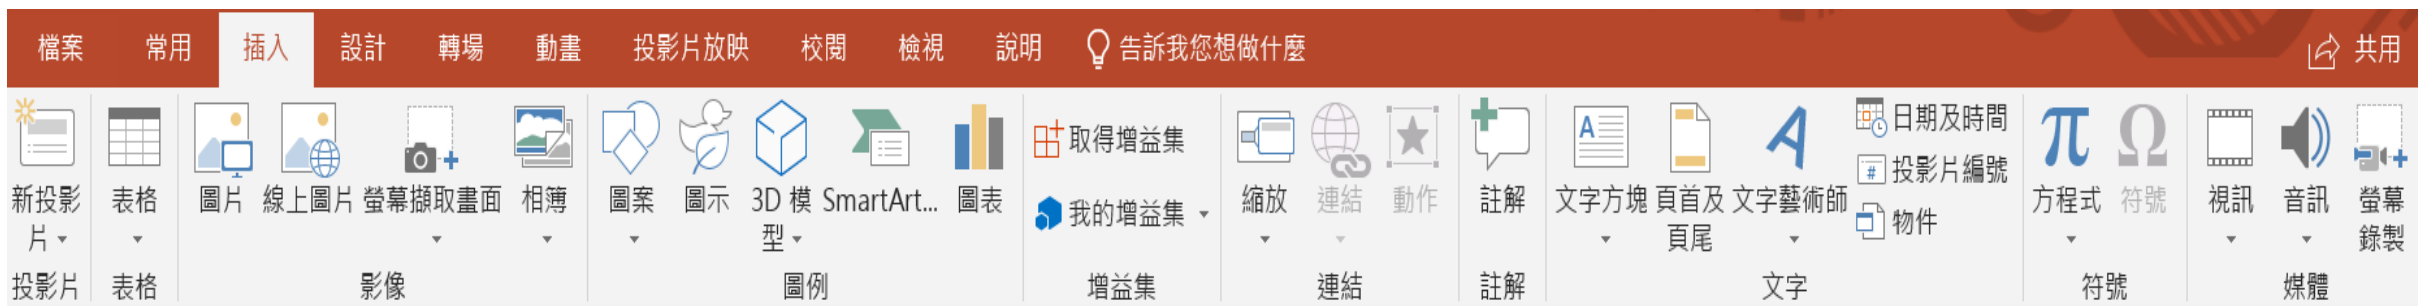 檔案 常用 插入 設計 轉場 動畫 投影片放映 校閱 檢視 說明 告訴我您想做什麼 共用
新投影片
表格
圖片
線上圖片
螢幕擷取畫面
相簿
圖案
圖示
3D 模型
SmartArt...
圖表
取得增益集
我的增益集
縮放
連結
動作
註解
文字方塊
頁首及
頁尾
文字藝術師
日期及時間
# 投影片編號
物件
π 方程式
Ω 符號
視訊
音訊
螢幕
錄製
投影片 表格 影像 圖例 增益集 連結 註解 文字 符號 媒體